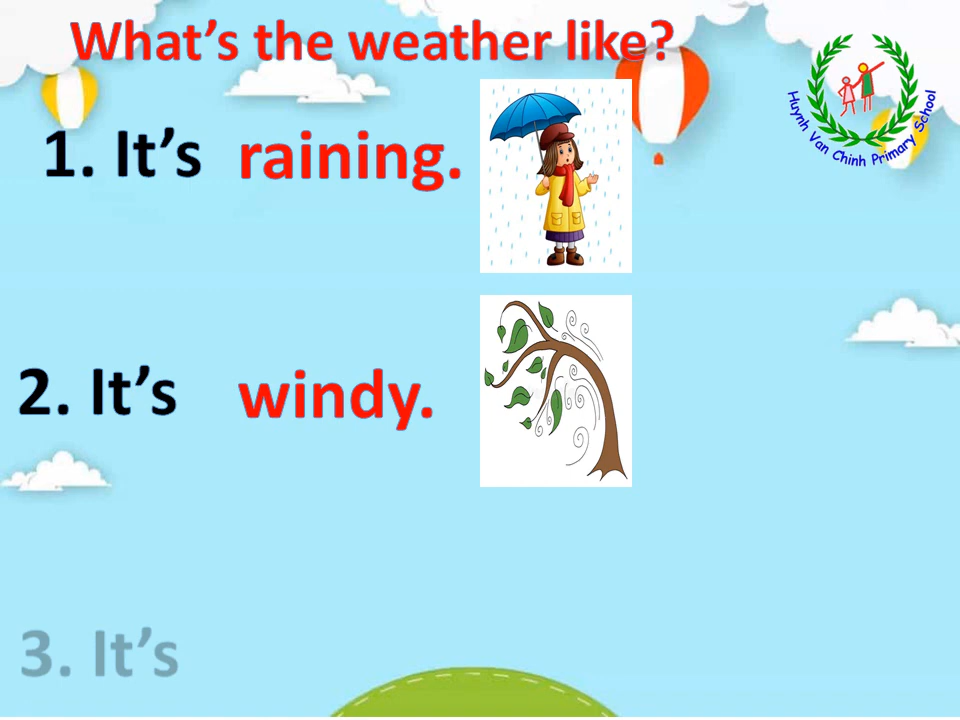 What's the weather like?
1. It's raining.
2. It's windy.
3. It's
Huynh Van Chinh Primary School